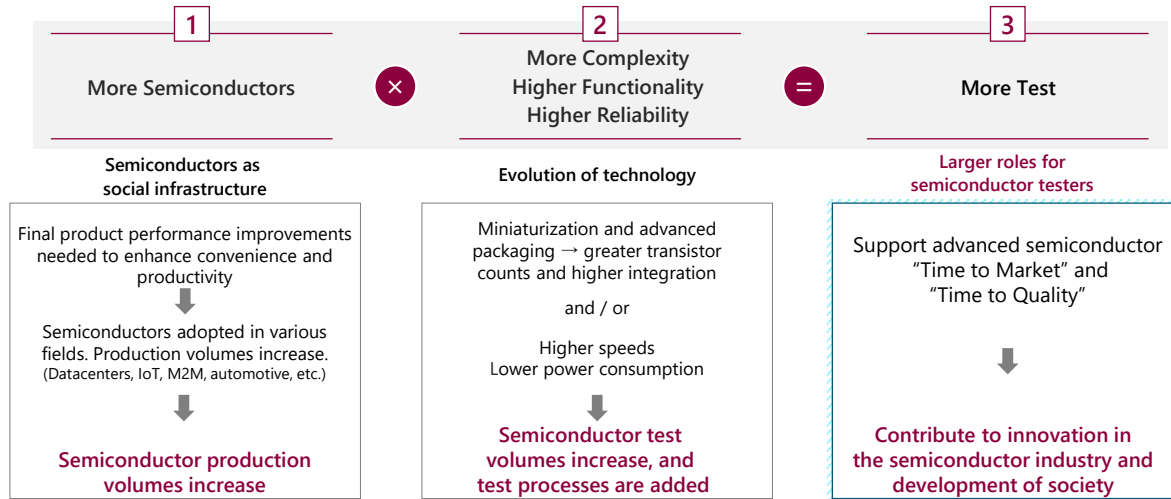 1
More Semiconductors
×
2
More Complexity
Higher Functionality
Higher Reliability
=
3
More Test
Semiconductors as
social infrastructure
Final product performance improvements
needed to enhance convenience and
productivity
Semiconductors adopted in various
fields. Production volumes increase.
(Datacenters, IoT, M2M, automotive, etc.)
Semiconductor production
volumes increase
Evolution of technology
Miniaturization and advanced
packaging → greater transistor
counts and higher integration
and / or
Higher speeds
Lower power consumption
Semiconductor test
volumes increase, and
test processes are added
Larger roles for
semiconductor testers
Support advanced semiconductor
“Time to Market” and
“Time to Quality”
Contribute to innovation in
the semiconductor industry and
development of society